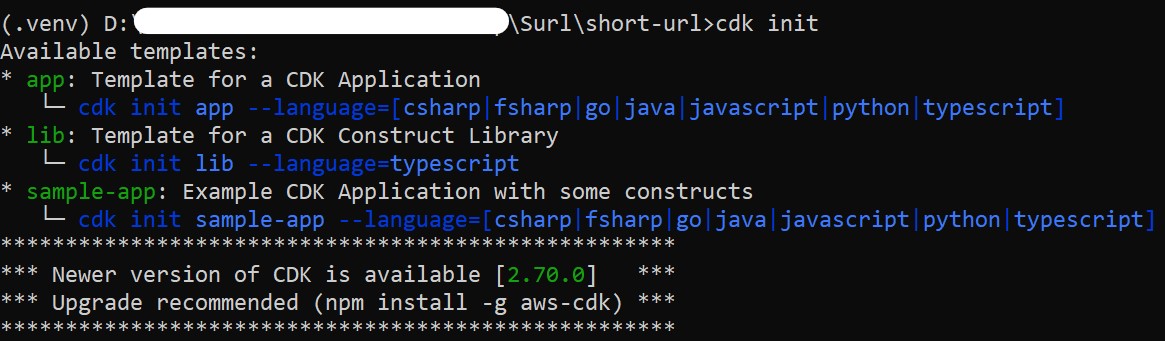 (.venv) D:\ \Surl\short-url>cdk init
Available templates:
* app: Template for a CDK Application
   └─ cdk init app --language=[csharp|fsharp|go|java|javascript|python|typescript]
* lib: Template for a CDK Construct Library
   └─ cdk init lib --language=typescript
* sample-app: Example CDK Application with some constructs
   └─ cdk init sample-app --language=[csharp|fsharp|go|java|javascript|python|typescript]
****************************************************
*** Newer version of CDK is available [2.70.0]   ***
*** Upgrade recommended (npm install -g aws-cdk) ***
****************************************************